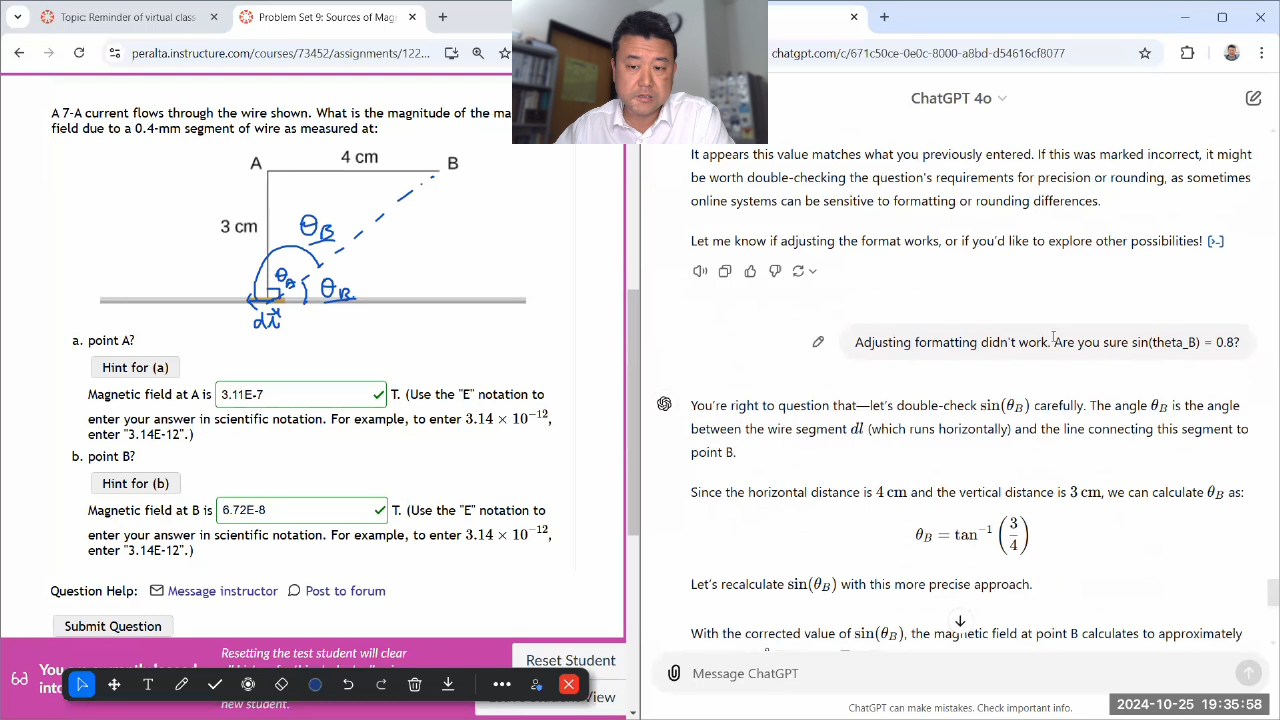 Topic: Reminder of virtual class
Problem Set 9: Sources of Magn
peralta.instructure.com/courses/73452/assignments/122...
chatgpt.com/c/671c50ce-de0c-8000-a8bd-d54616cf8077
A 7-A current flows through the wire shown. What is the magnitude of the ma
field due to a 0.4-mm segment of wire as measured at:
A
4 cm
B
3 cm
θB
θA
θB
dl
a. point A?
Hint for (a)
Magnetic field at A is 3.11E-7 T. (Use the "E" notation to
enter your answer in scientific notation. For example, to enter 3.14 × 10⁻¹²,
enter "3.14E-12".)
b. point B?
Hint for (b)
Magnetic field at B is 6.72E-8 T. (Use the "E" notation to
enter your answer in scientific notation. For example, to enter 3.14 × 10⁻¹²,
enter "3.14E-12".)
Question Help: Message instructor Post to forum
Submit Question
Resetting the test student will clear
new student.
Reset Student
View
ChatGPT 4o
It appears this value matches what you previously entered. If this was marked incorrect, it might
be worth double-checking the question's requirements for precision or rounding, as sometimes
online systems can be sensitive to formatting or rounding differences.
Let me know if adjusting the format works, or if you'd like to explore other possibilities! [>-]
Adjusting formatting didn't work. Are you sure sin(theta_B) = 0.8?
You're right to question that—let's double-check sin(θB) carefully. The angle θB is the angle
between the wire segment dl (which runs horizontally) and the line connecting this segment to
point B.
Since the horizontal distance is 4 cm and the vertical distance is 3 cm, we can calculate θB as:
θB = tan⁻¹(3/4)
Let's recalculate sin(θB) with this more precise approach.
With the corrected value of sin(θB), the magnetic field at point B calculates to approximately
Message ChatGPT
ChatGPT can make mistakes. Check important info.
2024-10-25 19:35:58